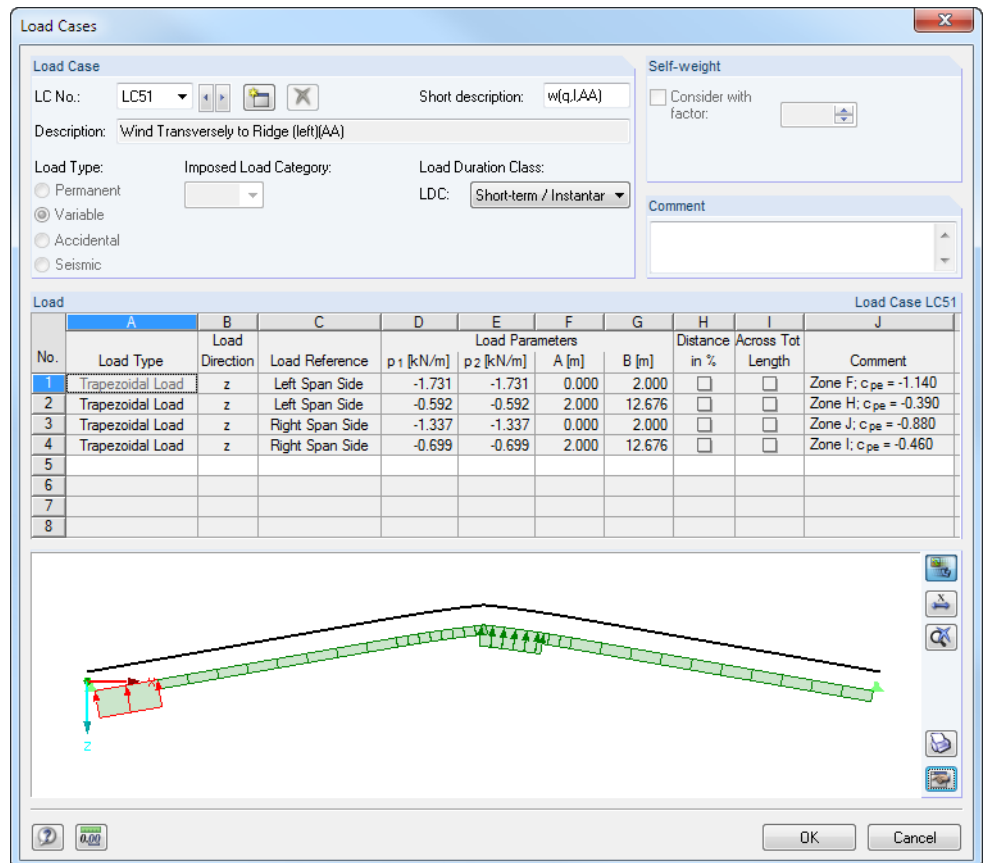 Load Cases
Load Case
Self-weight
LC No.: LC51 Short description: w(q,l,AA)
Consider with factor:
Description: Wind Transversely to Ridge (left)(AA)
Load Type: Imposed Load Category: Load Duration Class:
Permanent LDC: Short-term / Instantar
Variable
Accidental
Seismic
Comment
Load Load Case LC51
A B C D E F G H I J
Load Load Parameters Distance Across Tot
No. Load Type Direction Load Reference p 1 [kN/m] p 2 [kN/m] A [m] B [m] in % Length Comment
1 Trapezoidal Load z Left Span Side -1.731 -1.731 0.000 2.000 Zone F; c pe = -1.140
2 Trapezoidal Load z Left Span Side -0.592 -0.592 2.000 12.676 Zone H; c pe = -0.390
3 Trapezoidal Load z Right Span Side -1.337 -1.337 0.000 2.000 Zone J; c pe = -0.880
4 Trapezoidal Load z Right Span Side -0.699 -0.699 2.000 12.676 Zone I; c pe = -0.460
5
6
7
8
x
z
0.00
OK Cancel